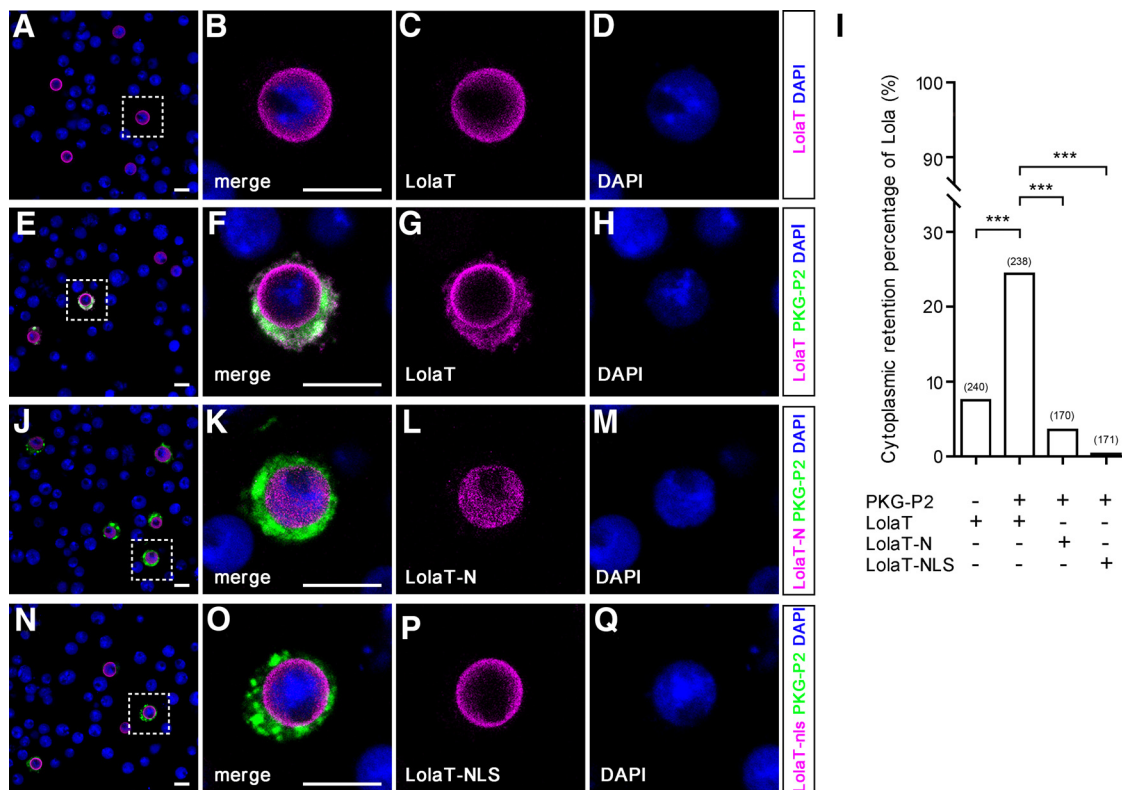 A
B
C
D
I
merge
LolaT
DAPI
LolaT DAPI
E
F
G
H
merge
LolaT
DAPI
LolaT PKG-P2 DAPI
J
K
L
M
merge
LolaT-N
DAPI
LolaT-N PKG-P2 DAPI
N
O
P
Q
merge
LolaT-NLS
DAPI
LolaT-nls PKG-P2 DAPI
Cytoplasmic retention percentage of Lola (%)
100
90
30
20
10
0
***
***
***
(240)
(238)
(170)
(171)
PKG-P2 - + + +
LolaT + + - -
LolaT-N - - + -
LolaT-NLS - - - +